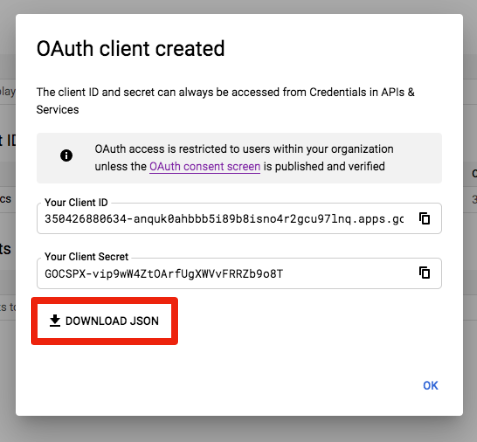 OAuth client created
The client ID and secret can always be accessed from Credentials in APIs &
Services
OAuth access is restricted to users within your organization
unless the OAuth consent screen is published and verified
Your Client ID
350426880634-anquk0ahbbb5i89b8isno4r2gcu97lnq.apps.gc
Your Client Secret
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
DOWNLOAD JSON
OK